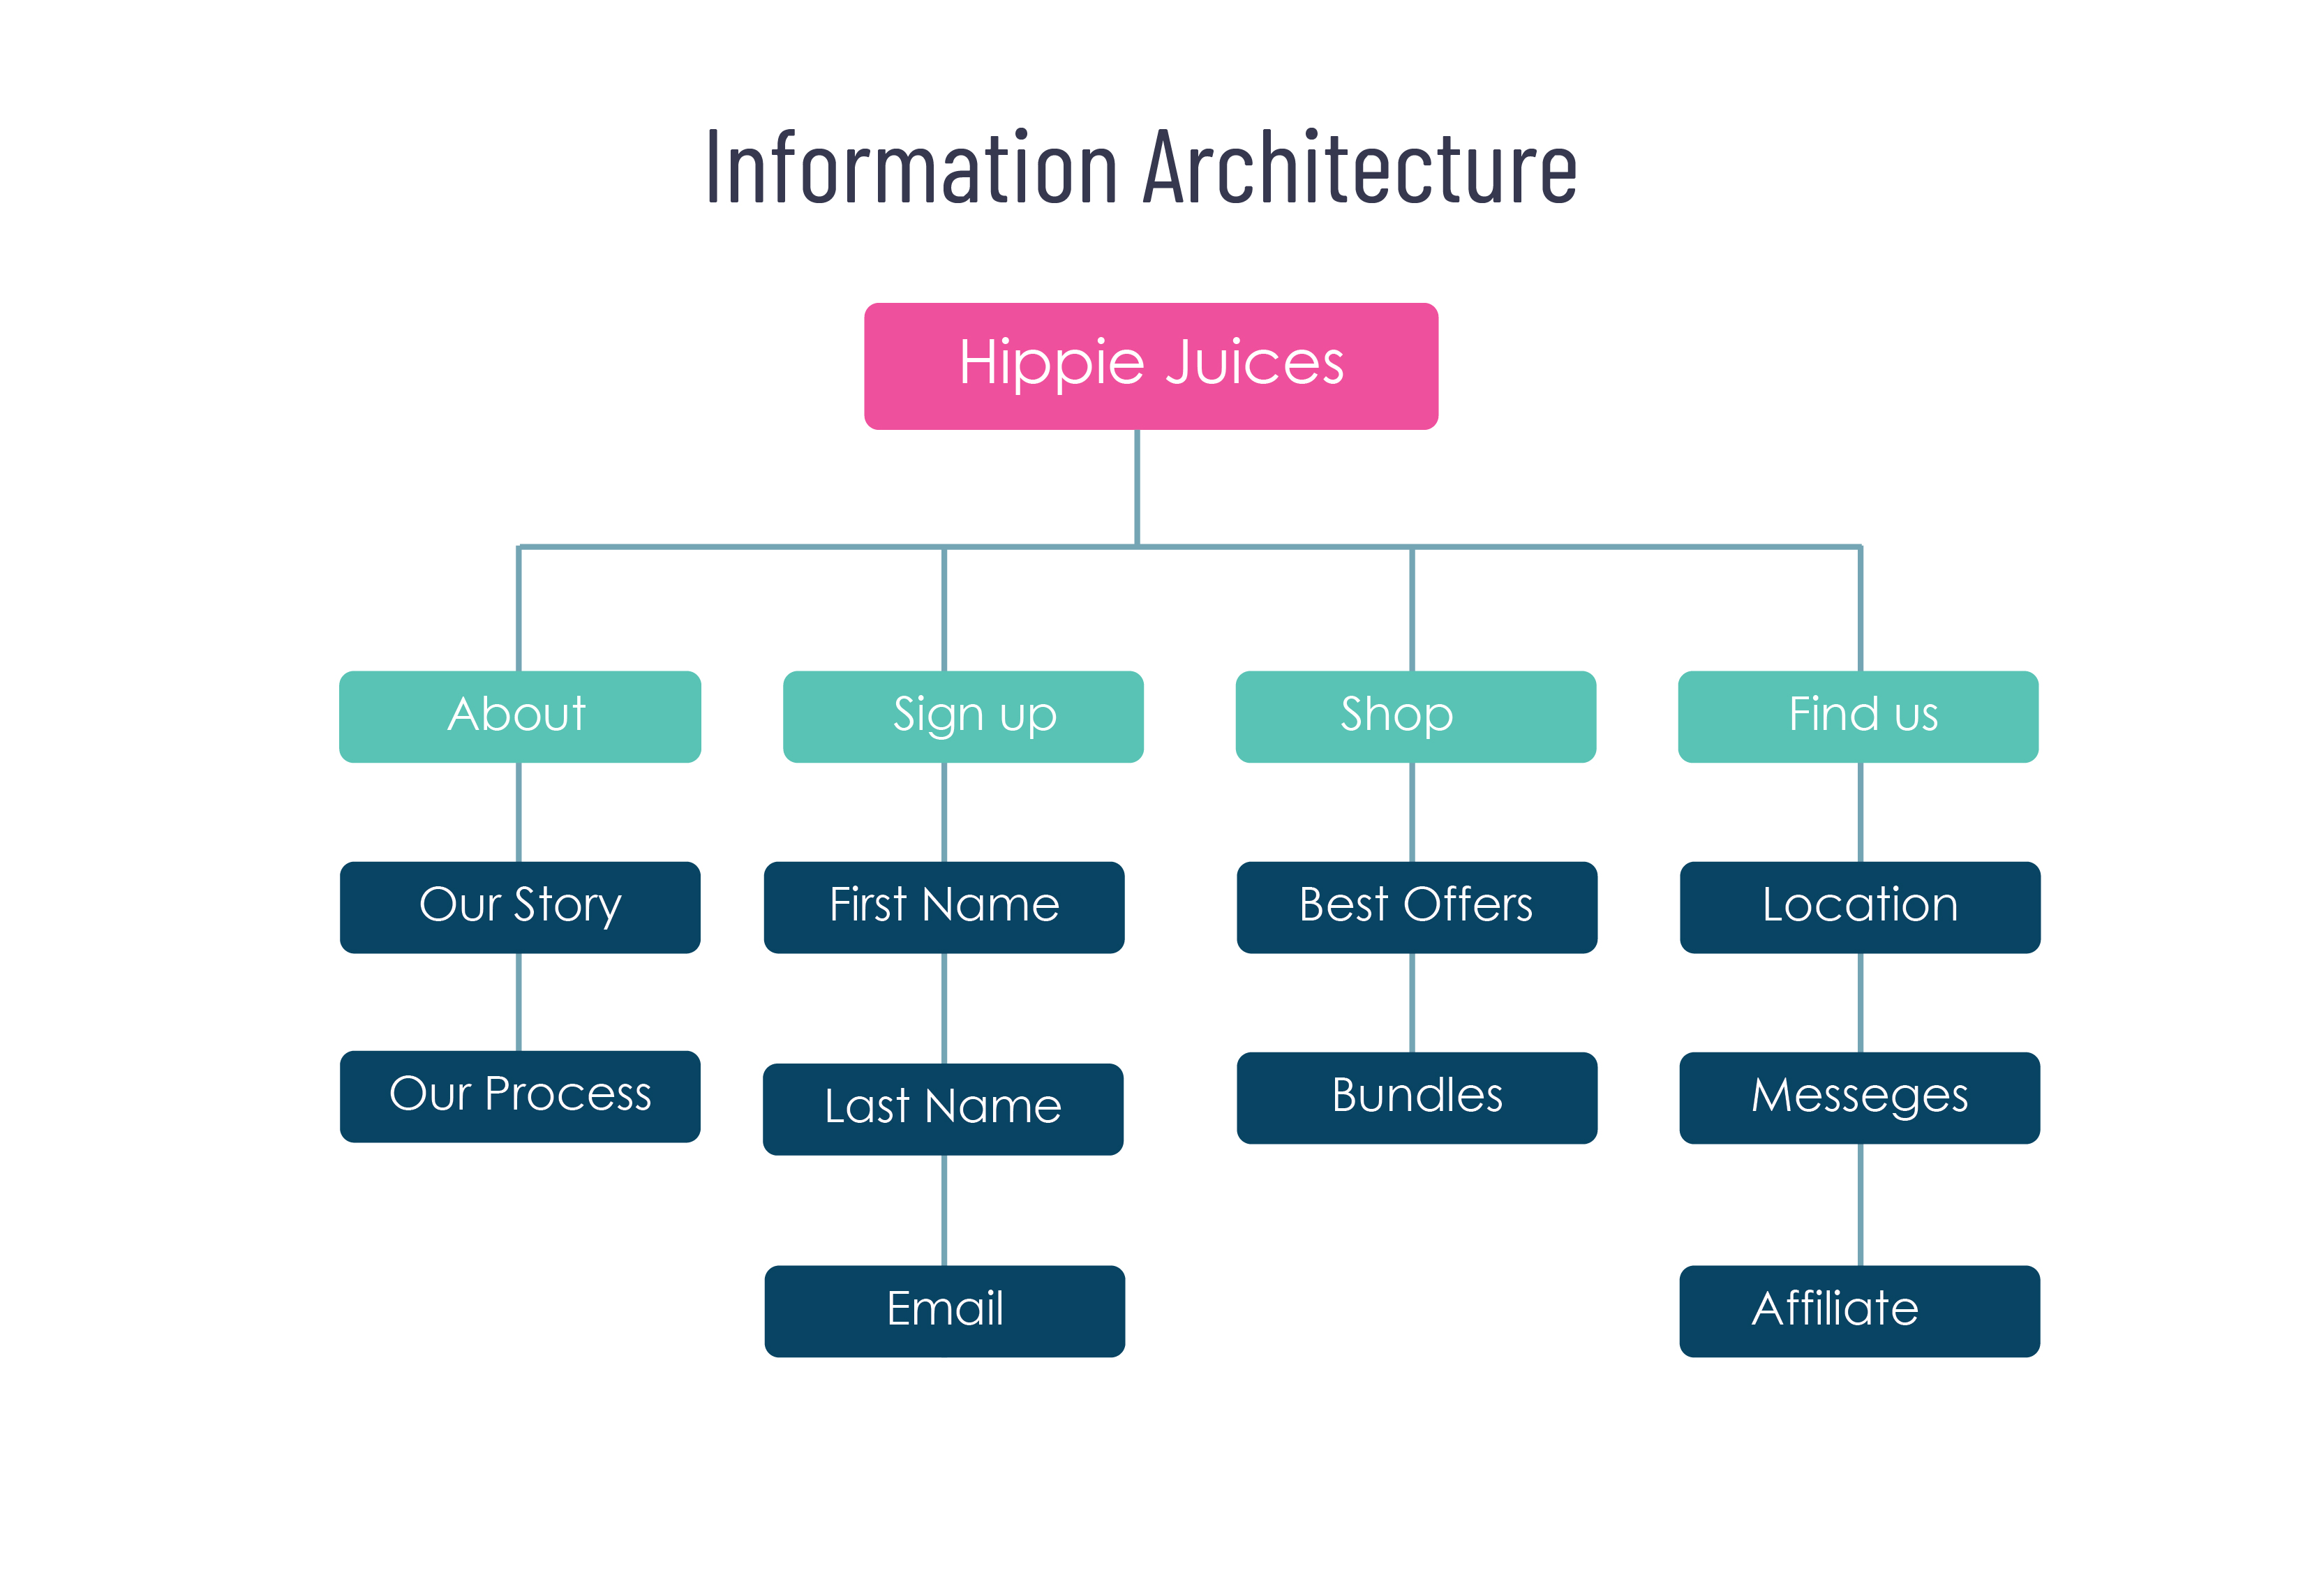 Information Architecture
Hippie Juices
About
Sign up
Shop
Find us
Our Story
First Name
Best Offers
Location
Our Process
Last Name
Bundles
Messeges
Email
Affiliate